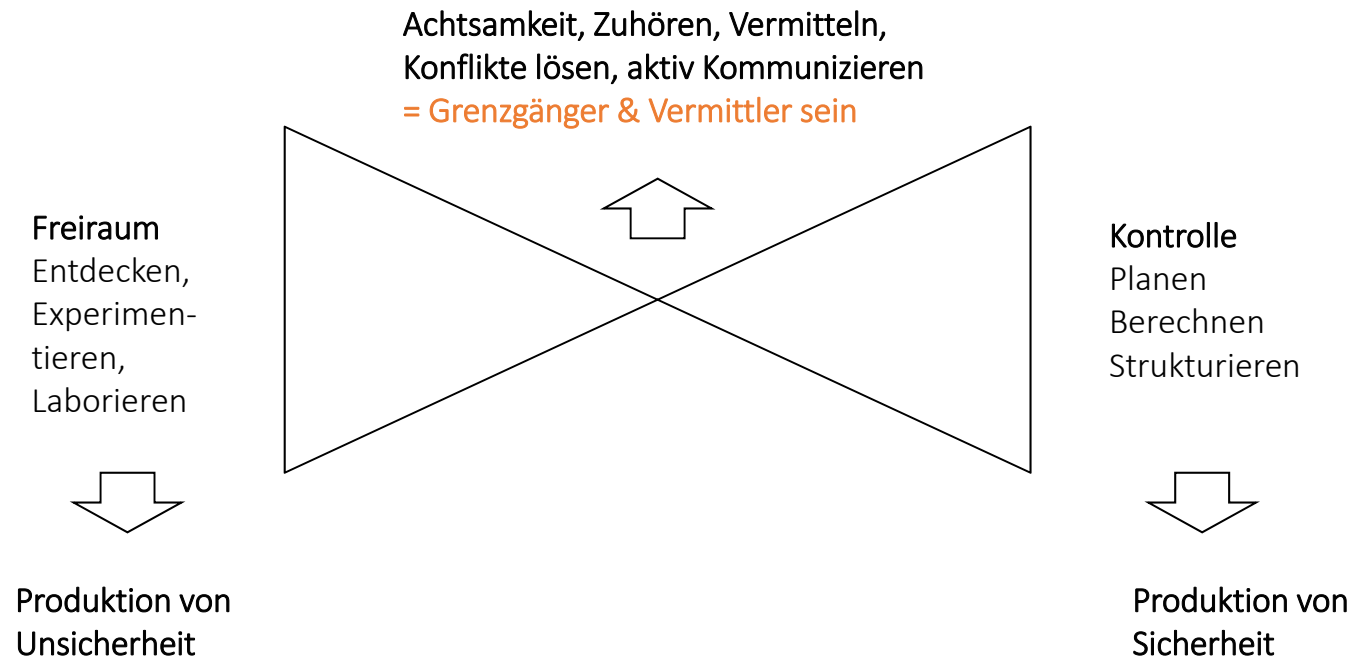 Achtsamkeit, Zuhören, Vermitteln,
Konflikte lösen, aktiv Kommunizieren
= Grenzgänger & Vermittler sein
Freiraum
Entdecken,
Experimen-
tieren,
Laborieren
Kontrolle
Planen
Berechnen
Strukturieren
Produktion von
Unsicherheit
Produktion von
Sicherheit